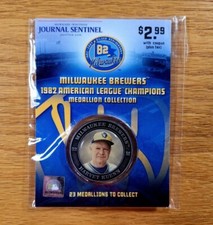 JOURNAL SENTINEL
$2.99
with coupon
plus tax
82
MILWAUKEE BREWERS
1982 AMERICAN LEAGUE CHAMPIONS
MEDALLION COLLECTION
MILWAUKEE BREWERS
HARVEY KUENN
23 MEDALLIONS TO COLLECT